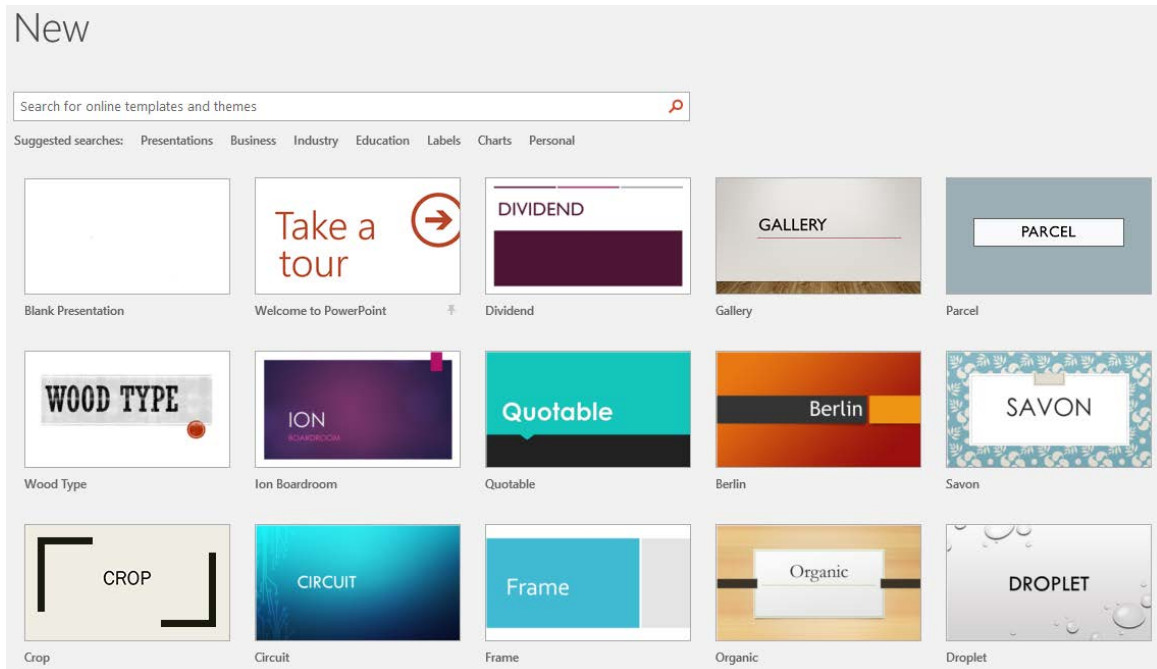 New
Search for online templates and themes
Suggested searches: Presentations Business Industry Education Labels Charts Personal
Take a
tour
DIVIDEND
GALLERY
PARCEL
Blank Presentation
Welcome to PowerPoint
Dividend
Gallery
Parcel
WOOD TYPE
ION
BOARDROOM
Quotable
Berlin
SAVON
Wood Type
Ion Boardroom
Quotable
Berlin
Savon
CROP
CIRCUIT
Frame
Organic
DROPLET
Crop
Circuit
Frame
Organic
Droplet